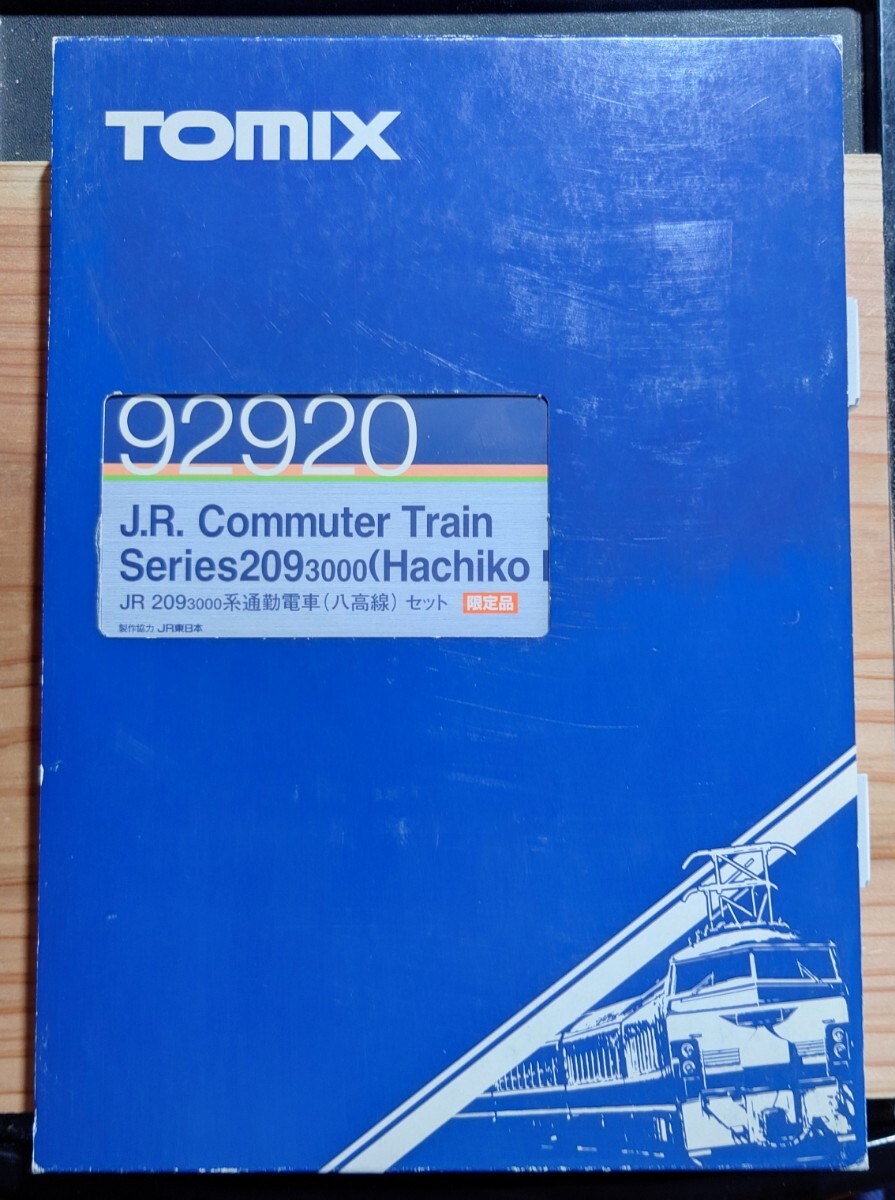 TOMIX
92920
J.R. Commuter Train
Series2093000(Hachiko
JR 2093000系通勤電車(八高線) セット 限定品
製作協力 JR東日本